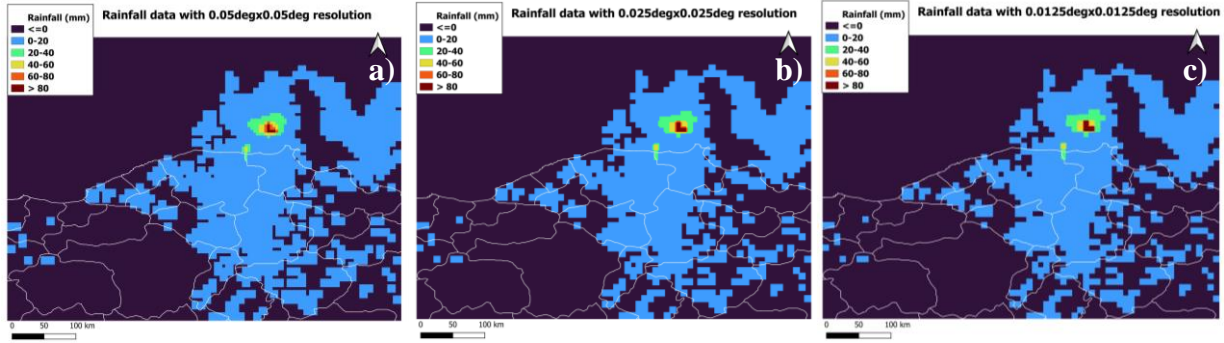 Rainfall data with 0.05degx0.05deg resolution
Rainfall (mm)
<=0
0-20
20-40
40-60
60-80
> 80
a)
0 50 100 km
Rainfall data with 0.025degx0.025deg resolution
Rainfall (mm)
<=0
0-20
20-40
40-60
60-80
> 80
b)
0 50 100 km
Rainfall data with 0.0125degx0.0125deg resolution
Rainfall (mm)
<=0
0-20
20-40
40-60
60-80
> 80
c)
0 50 100 km